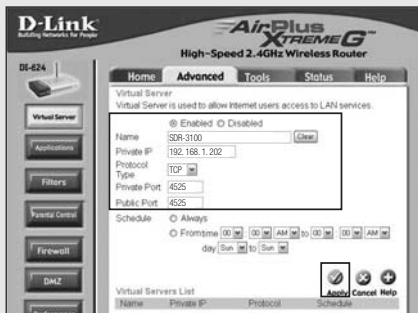 D-Link
Building Networks for People
AirPlus
XTREME G™
High-Speed 2.4GHz Wireless Router
DI-624
Home Advanced Tools Status Help
Virtual Server
Virtual Server is used to allow Internet users access to LAN services.
Enabled Disabled
Name SDR-3100 Clear
Private IP 192.168.1.202
Protocol Type TCP
Private Port 4525
Public Port 4525
Schedule Always
From time 00 : 00 AM to 00 : 00 AM
day Sun to Sun
Apply Cancel Help
Virtual Servers List
Name Private IP Protocol Schedule
Virtual Server
Applications
Filters
Parental Control
Firewall
DMZ